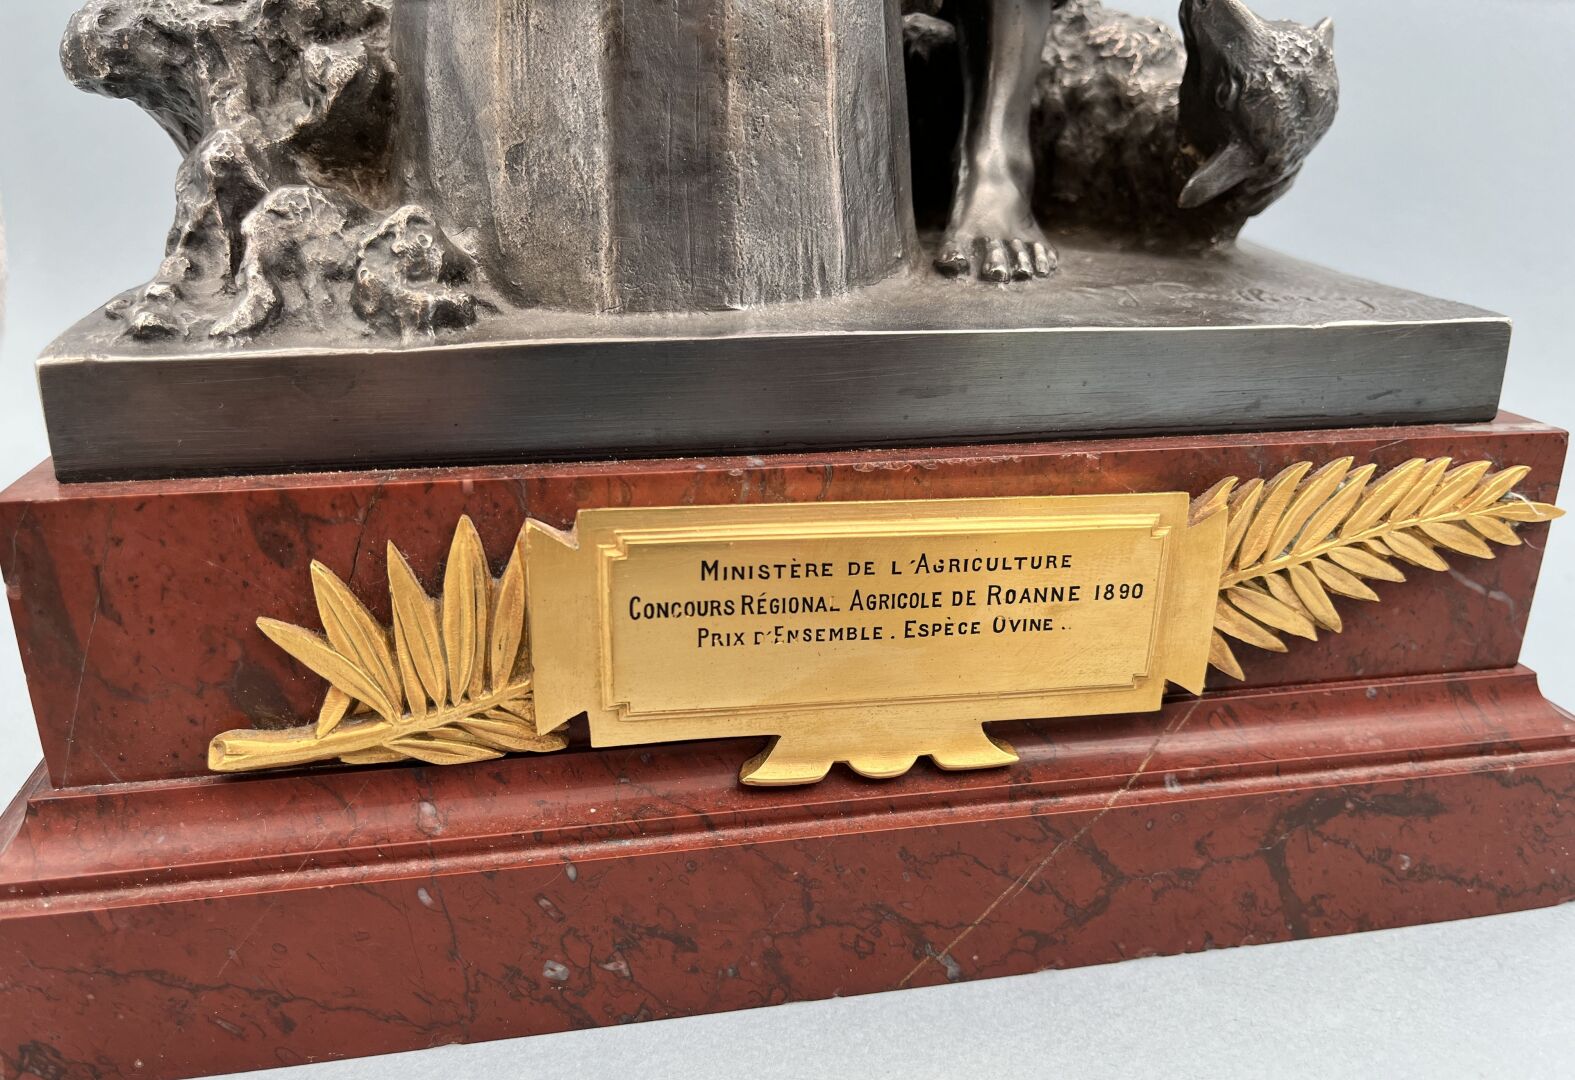 MINISTÈRE DE L'AGRICULTURE
CONCOURS RÉGIONAL AGRICOLE DE ROANNE 1890
PRIX D'ENSEMBLE. ESPÈCE OVINE..